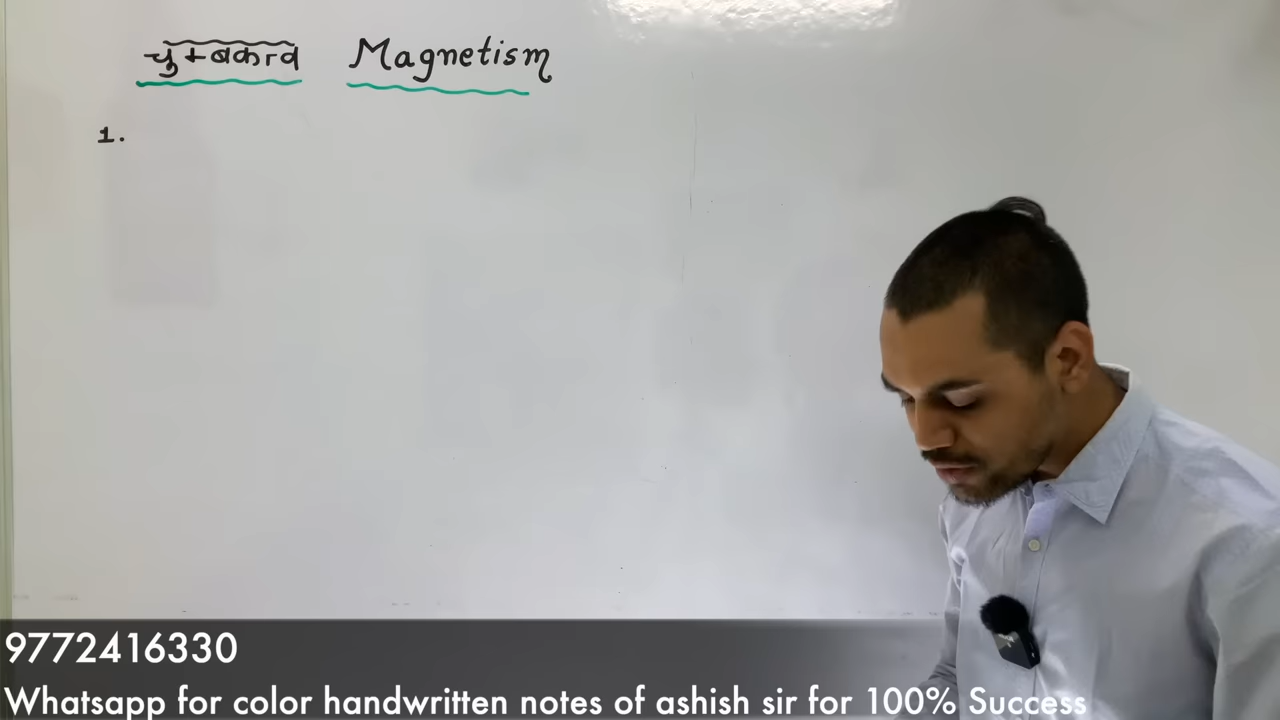 चुम्बकत्व Magnetism
1.
9772416330
Whatsapp for color handwritten notes of ashish sir for 100% Success